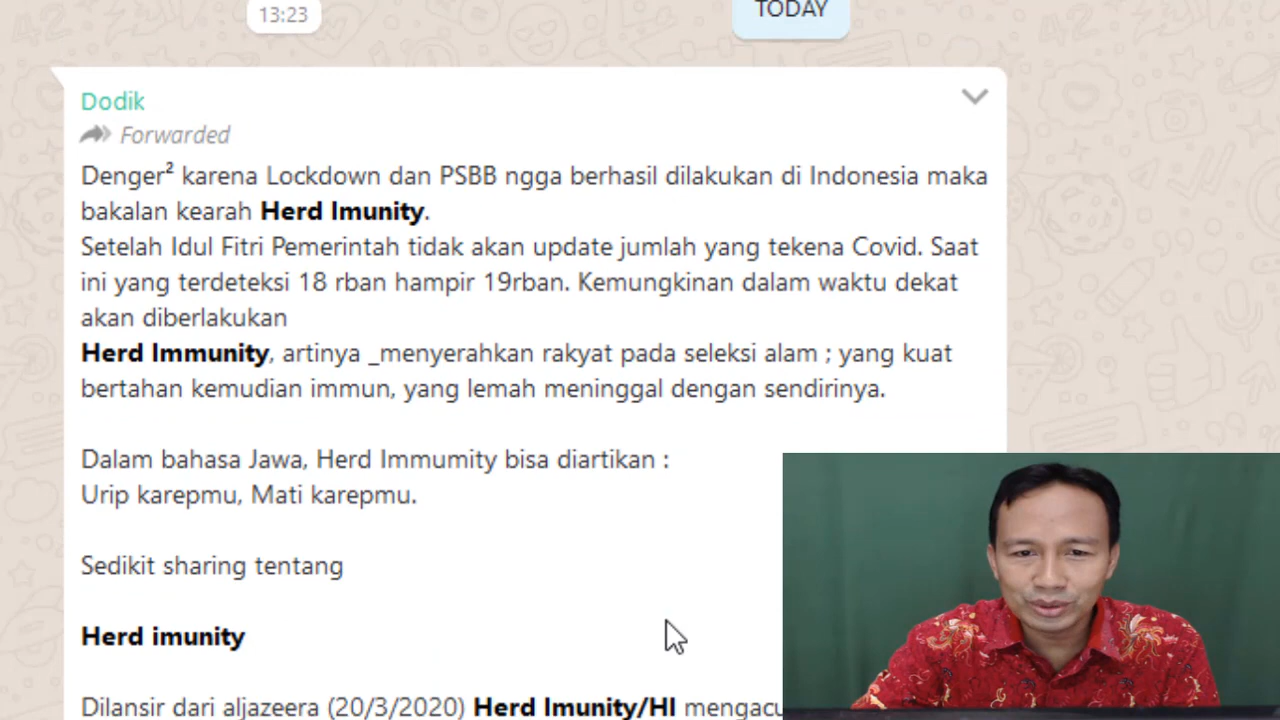 13:23
TODAY
Dodik
Forwarded
Denger² karena Lockdown dan PSBB ngga berhasil dilakukan di Indonesia maka
bakalan kearah Herd Imunity.
Setelah Idul Fitri Pemerintah tidak akan update jumlah yang tekena Covid. Saat
ini yang terdeteksi 18 rban hampir 19rban. Kemungkinan dalam waktu dekat
akan diberlakukan
Herd Immunity, artinya _menyerahkan rakyat pada seleksi alam ; yang kuat
bertahan kemudian immun, yang lemah meninggal dengan sendirinya.
Dalam bahasa Jawa, Herd Immumity bisa diartikan :
Urip karepmu, Mati karepmu.
Sedikit sharing tentang
Herd imunity
Dilansir dari aljazeera (20/3/2020) Herd Imunity/HI mengacu